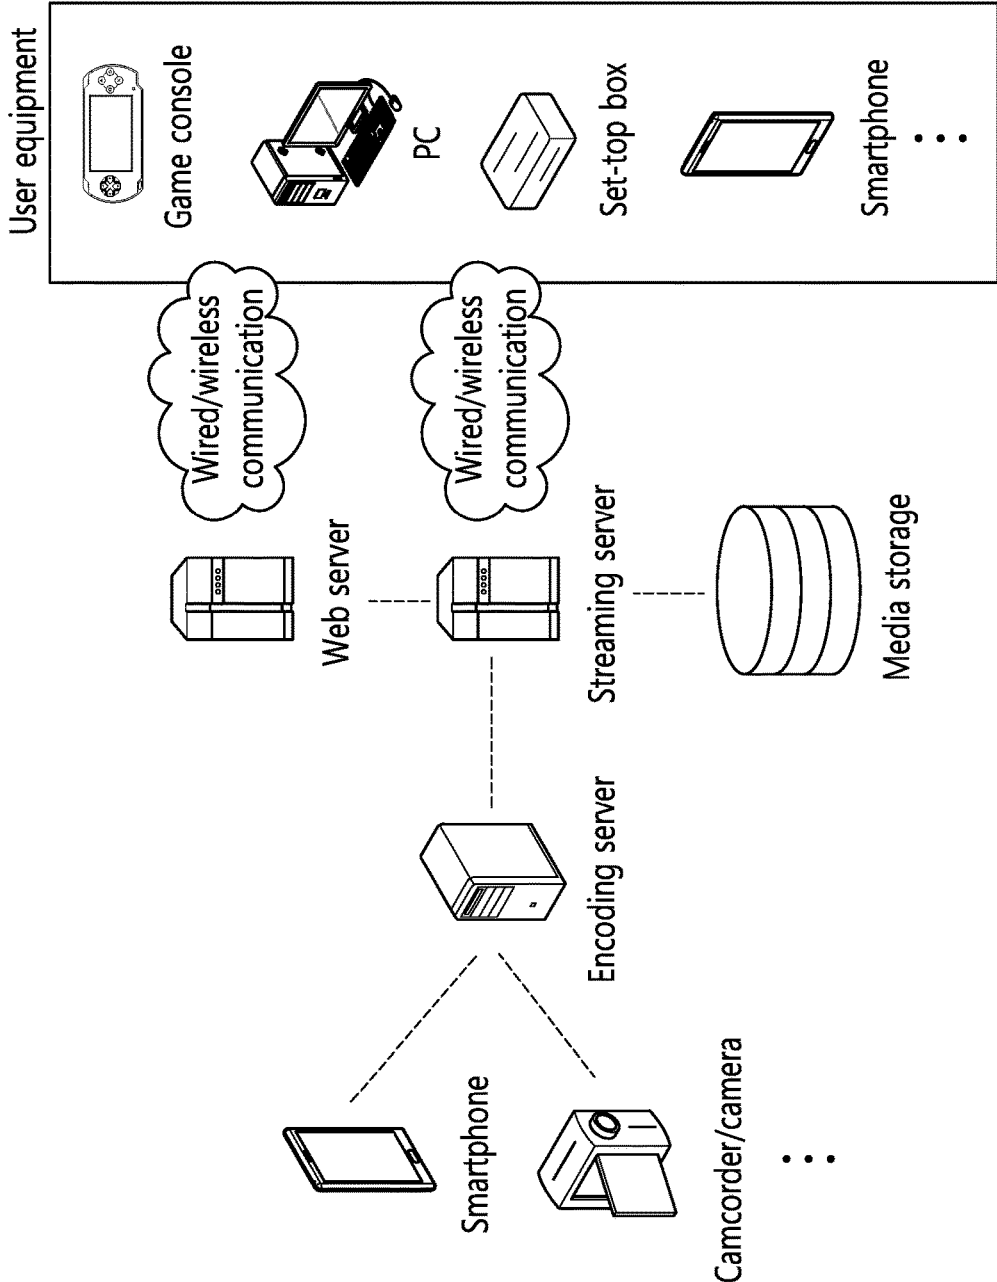 User equipment
Game console
PC
Set-top box
Smartphone
Wired/wireless
communication
Wired/wireless
communication
Web server
Streaming server
Media storage
Encoding server
Smartphone
Camcorder/camera